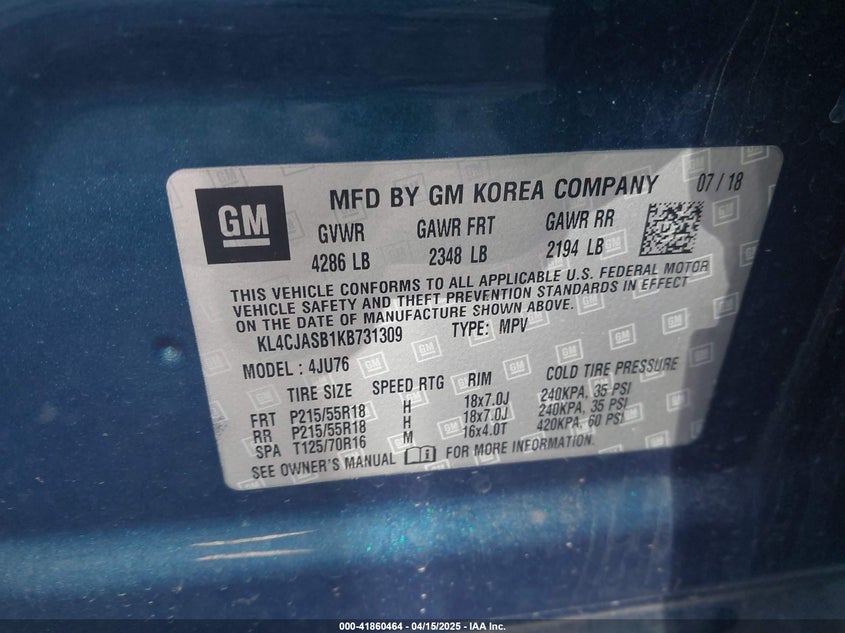 GM
MFD BY GM KOREA COMPANY 07 / 18
GVWR GAWR FRT GAWR RR
4286 LB 2348 LB 2194 LB
THIS VEHICLE CONFORMS TO ALL APPLICABLE U.S. FEDERAL MOTOR
VEHICLE SAFETY AND THEFT PREVENTION STANDARDS IN EFFECT
ON THE DATE OF MANUFACTURE SHOWN ABOVE.
KL4CJASB1KB731309 TYPE: MPV
MODEL : 4JU76
TIRE SIZE SPEED RTG RIM COLD TIRE PRESSURE
FRT P215/55R18 H 18x7.0J 240KPA, 35 PSI
RR P215/55R18 H 18x7.0J 240KPA, 35 PSI
SPA T125/70R16 M 16x4.0T 420KPA, 60 PSI
SEE OWNER'S MANUAL FOR MORE INFORMATION.
000-41860464 - 04/15/2025 - IAA Inc.